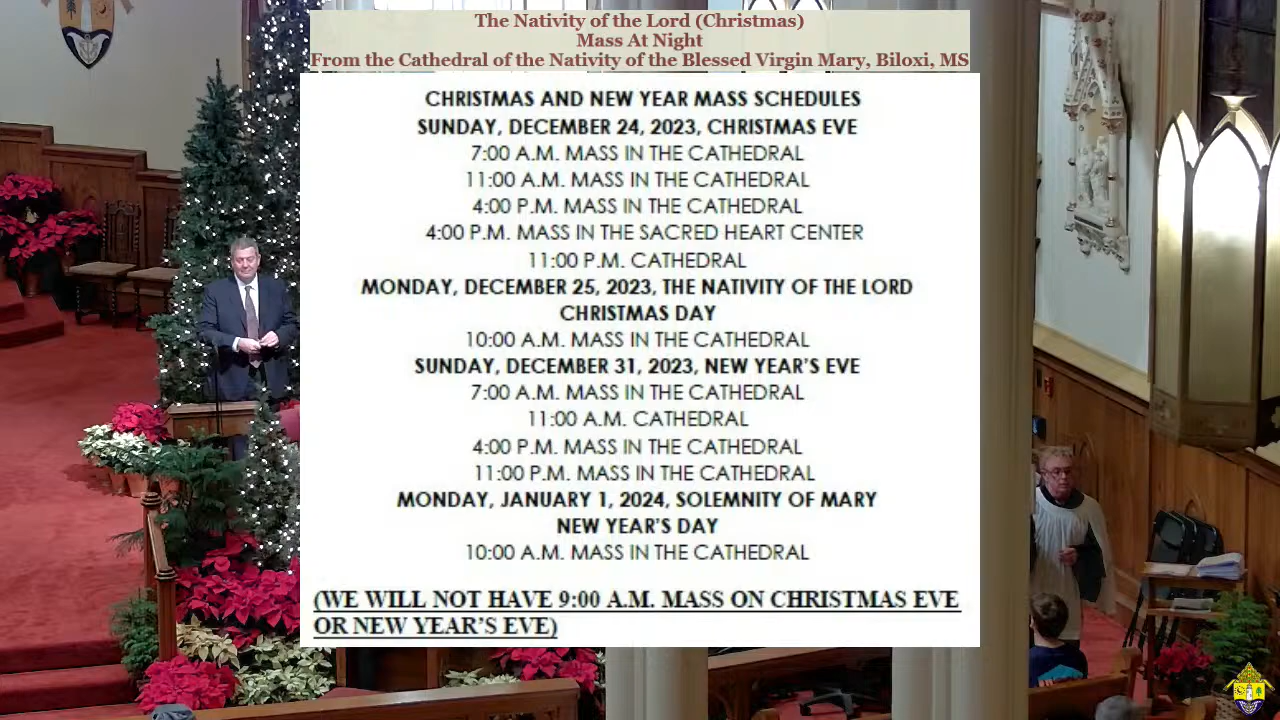 The Nativity of the Lord (Christmas)
Mass At Night
From the Cathedral of the Nativity of the Blessed Virgin Mary, Biloxi, MS
CHRISTMAS AND NEW YEAR MASS SCHEDULES
SUNDAY, DECEMBER 24, 2023, CHRISTMAS EVE
7:00 A.M. MASS IN THE CATHEDRAL
11:00 A.M. MASS IN THE CATHEDRAL
4:00 P.M. MASS IN THE CATHEDRAL
4:00 P.M. MASS IN THE SACRED HEART CENTER
11:00 P.M. CATHEDRAL
MONDAY, DECEMBER 25, 2023, THE NATIVITY OF THE LORD
CHRISTMAS DAY
10:00 A.M. MASS IN THE CATHEDRAL
SUNDAY, DECEMBER 31, 2023, NEW YEAR'S EVE
7:00 A.M. MASS IN THE CATHEDRAL
11:00 A.M. CATHEDRAL
4:00 P.M. MASS IN THE CATHEDRAL
11:00 P.M. MASS IN THE CATHEDRAL
MONDAY, JANUARY 1, 2024, SOLEMNITY OF MARY
NEW YEAR'S DAY
10:00 A.M. MASS IN THE CATHEDRAL
(WE WILL NOT HAVE 9:00 A.M. MASS ON CHRISTMAS EVE
OR NEW YEAR'S EVE)